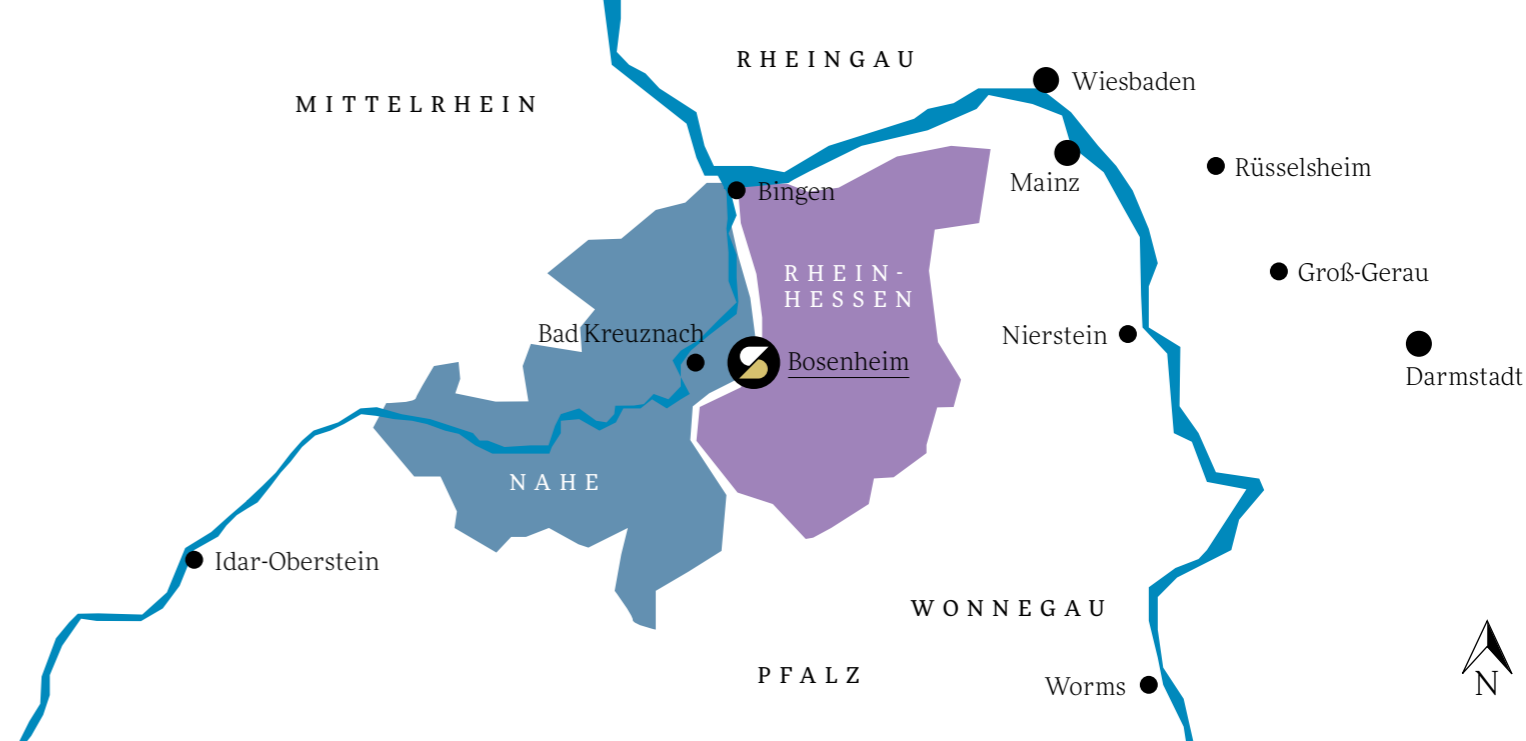 RHEINGAU
Wiesbaden
MITTELRHEIN
Mainz
Rüsselsheim
Bingen
RHEIN-
HESSEN
Groß-Gerau
Bad Kreuznach
Nierstein
Bosenheim
Darmstadt
NAHE
Idar-Oberstein
WONNEGAU
PFALZ
Worms
N